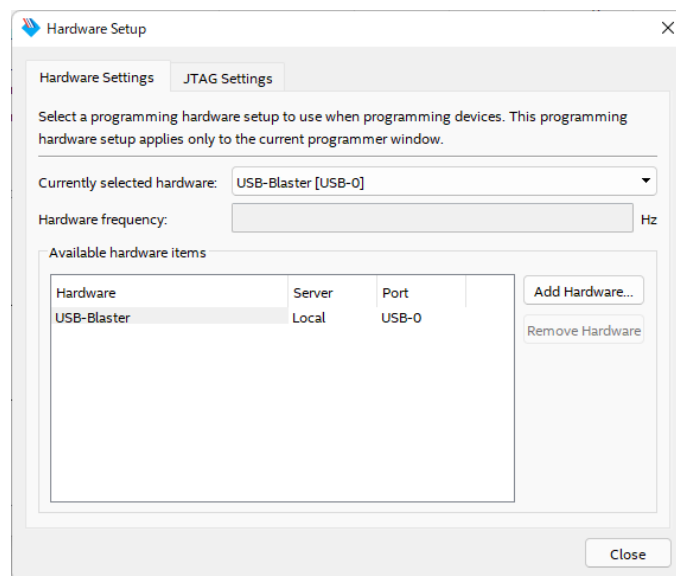 Hardware Setup
Hardware Settings
JTAG Settings
Select a programming hardware setup to use when programming devices. This programming
hardware setup applies only to the current programmer window.
Currently selected hardware: USB-Blaster [USB-0]
Hardware frequency: Hz
Available hardware items
Hardware Server Port
USB-Blaster Local USB-0
Add Hardware...
Remove Hardware
Close